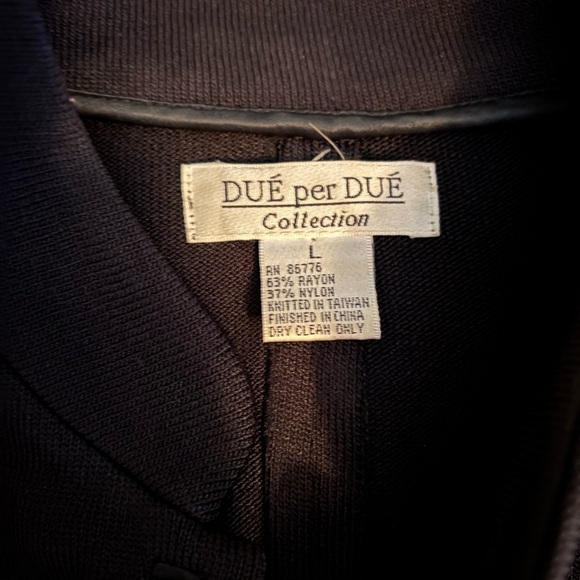 DUÉ per DUÉ
Collection
L
RN 86776
63% RAYON
37% NYLON
KNITTED IN TAIWAN
FINISHED IN CHINA
DRY CLEAN ONLY